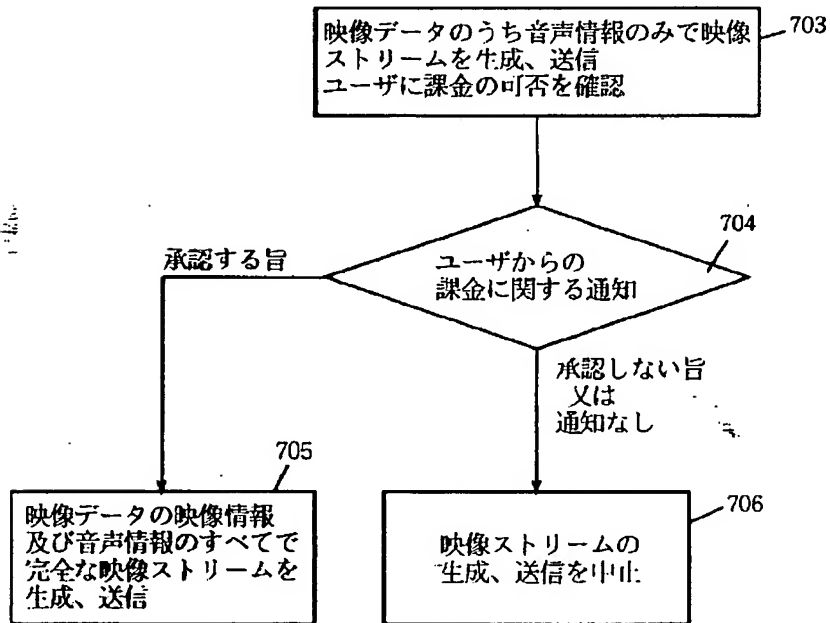 映像データのうち音声情報のみで映像
ストリームを生成、送信
ユーザに課金の可否を確認
703
704
ユーザからの
課金に関する通知
承認する旨
承認しない旨
又は
通知なし
705
映像データの映像情報
及び音声情報のすべてで
完全な映像ストリームを
生成、送信
706
映像ストリームの
生成、送信を中止